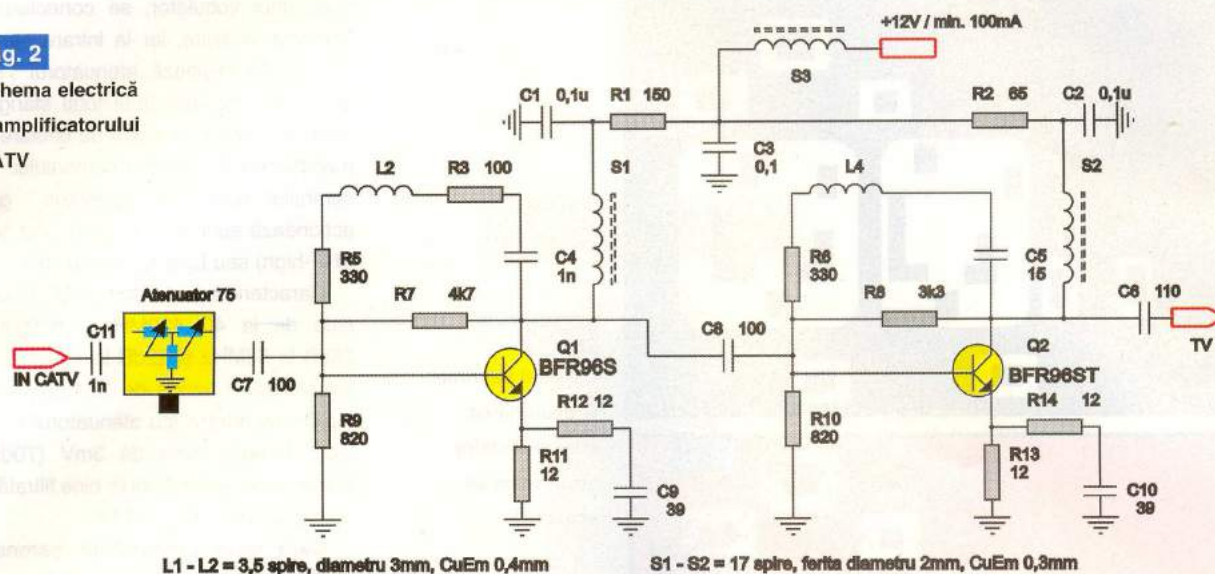 g. 2
chema electrică
amplificatorului
ATV
+12V / min. 100mA
S3
C1 0,1u
R1 150
R2 65
C2 0,1u
C3
0,1
S1
S2
L2
R3 100
L4
R5
330
C4
1n
R6
330
C5
15
R7 4k7
R8 3k3
C6 110
TV
Atenuator 75
C11
1n
IN CATV
C7 100
C8 100
Q1
BFR96S
Q2
BFR96ST
R9
820
R12 12
R11
12
C9
39
R10
820
R14 12
R13
12
C10
39
L1 - L2 = 3,5 spire, diametru 3mm, CuEm 0,4mm
S1 - S2 = 17 spire, ferita diametru 2mm, CuEm 0,3mm